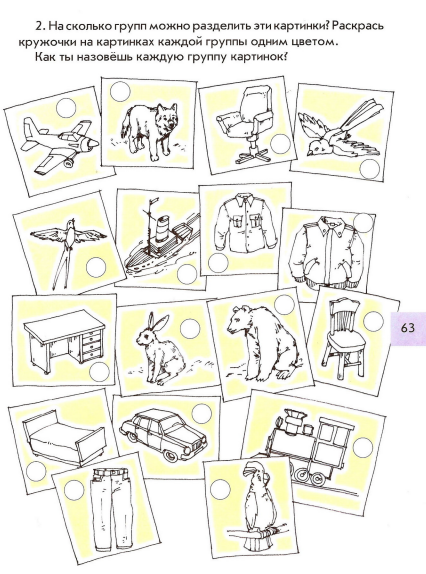 2. На сколько групп можно разделить эти картинки? Раскрась
кружочки на картинках каждой группы одним цветом.
Как ты назовёшь каждую группу картинок?
63